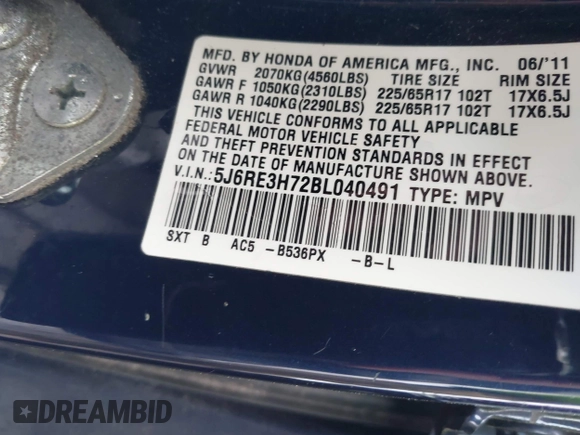 MFD. BY HONDA OF AMERICA MFG., INC. 06/'11
GVWR 2070KG(4560LBS) TIRE SIZE RIM SIZE
GAWR F 1050KG(2310LBS) 225/65R17 102T 17X6.5J
GAWR R 1040KG(2290LBS) 225/65R17 102T 17X6.5J
THIS VEHICLE CONFORMS TO ALL APPLICABLE
FEDERAL MOTOR VEHICLE SAFETY
AND THEFT PREVENTION STANDARDS IN EFFECT
ON THE DATE OF MANUFACTURE SHOWN ABOVE.
V.I.N.: 5J6RE3H72BL040491 TYPE: MPV
SXT B AC5 -B536PX -B-L
DREAMBID